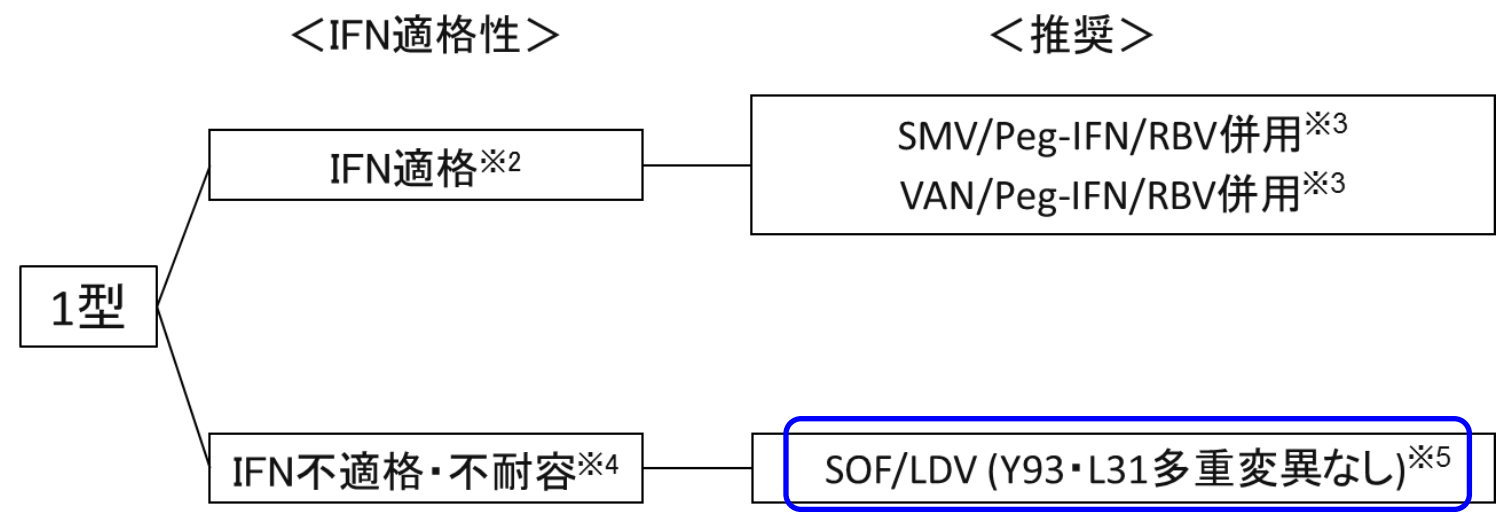 ＜IFN適格性＞
＜推奨＞
SMV/Peg-IFN/RBV併用※3
IFN適格※2
VAN/Peg-IFN/RBV併用※3
1型
IFN不適格・不耐容※4
SOF/LDV (Y93・L31多重変異なし)※5